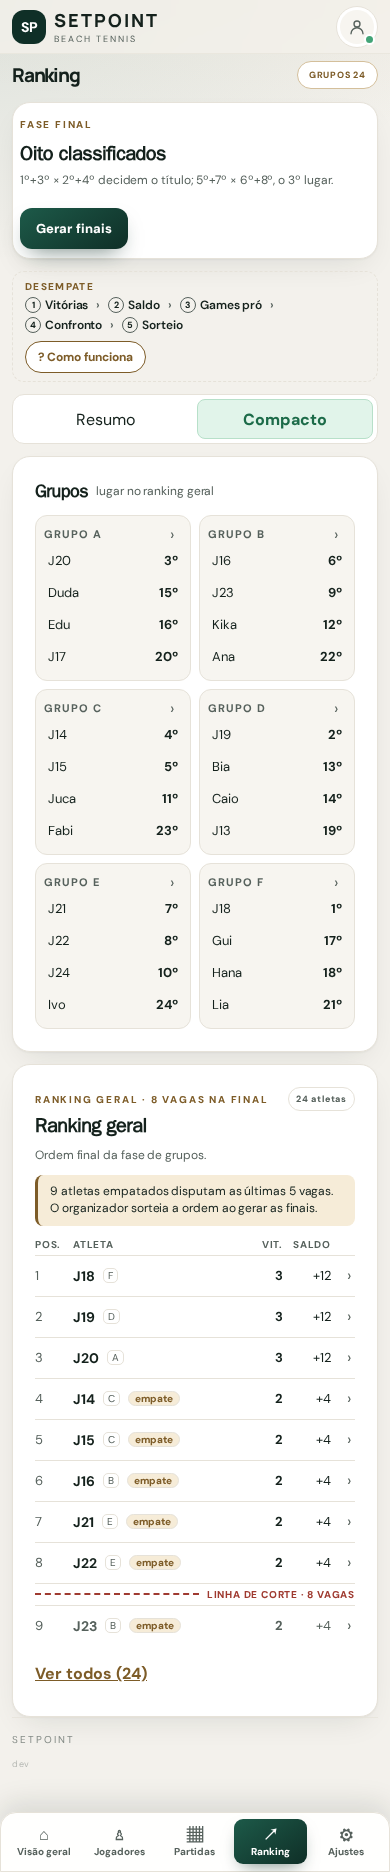 SP SETPOINT
BEACH TENNIS
Ranking GRUPOS 24
FASE FINAL
Oito classificados
1º+3º × 2º+4º decidem o título; 5º+7º × 6º+8º, o 3º lugar.
Gerar finais
DESEMPATE
1 Vitórias › 2 Saldo › 3 Games pró ›
4 Confronto › 5 Sorteio
? Como funciona
Resumo Compacto
Grupos lugar no ranking geral
GRUPO A ›
J20 3º
Duda 15º
Edu 16º
J17 20º
GRUPO B ›
J16 6º
J23 9º
Kika 12º
Ana 22º
GRUPO C ›
J14 4º
J15 5º
Juca 11º
Fabi 23º
GRUPO D ›
J19 2º
Bia 13º
Caio 14º
J13 19º
GRUPO E ›
J21 7º
J22 8º
J24 10º
Ivo 24º
GRUPO F ›
J18 1º
Gui 17º
Hana 18º
Lia 21º
RANKING GERAL · 8 VAGAS NA FINAL 24 atletas
Ranking geral
Ordem final da fase de grupos.
9 atletas empatados disputam as últimas 5 vagas.
O organizador sorteia a ordem ao gerar as finais.
POS. ATLETA VIT. SALDO
1 J18 F 3 +12 ›
2 J19 D 3 +12 ›
3 J20 A 3 +12 ›
4 J14 C empate 2 +4 ›
5 J15 C empate 2 +4 ›
6 J16 B empate 2 +4 ›
7 J21 E empate 2 +4 ›
8 J22 E empate 2 +4 ›
LINHA DE CORTE · 8 VAGAS
9 J23 B empate 2 +4 ›
Ver todos (24)
SETPOINT
dev
Visão geral Jogadores Partidas Ranking Ajustes